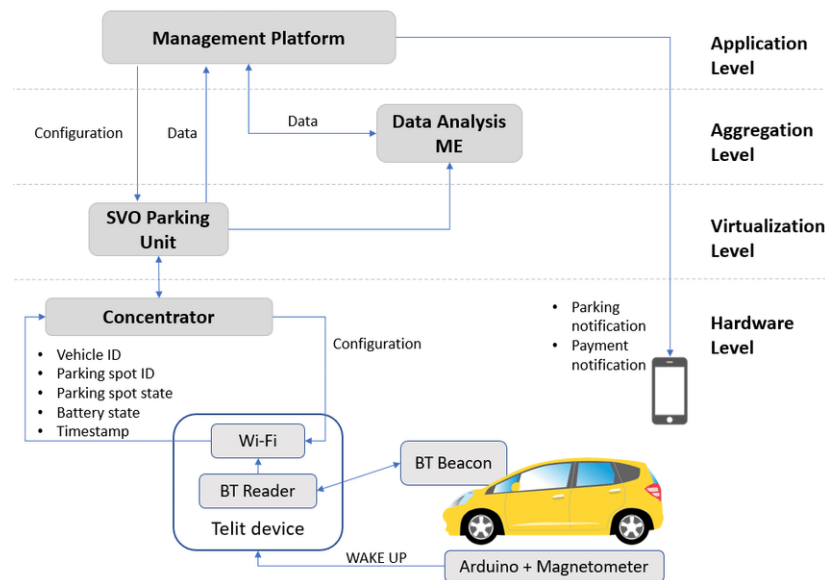 Management Platform
Application
Level
Configuration
Data
Data
Data Analysis
ME
Aggregation
Level
SVO Parking
Unit
Virtualization
Level
Concentrator
• Parking
notification
• Payment
notification
Hardware
Level
Configuration
• Vehicle ID
• Parking spot ID
• Parking spot state
• Battery state
• Timestamp
Wi-Fi
BT Reader
BT Beacon
Telit device
WAKE UP
Arduino + Magnetometer